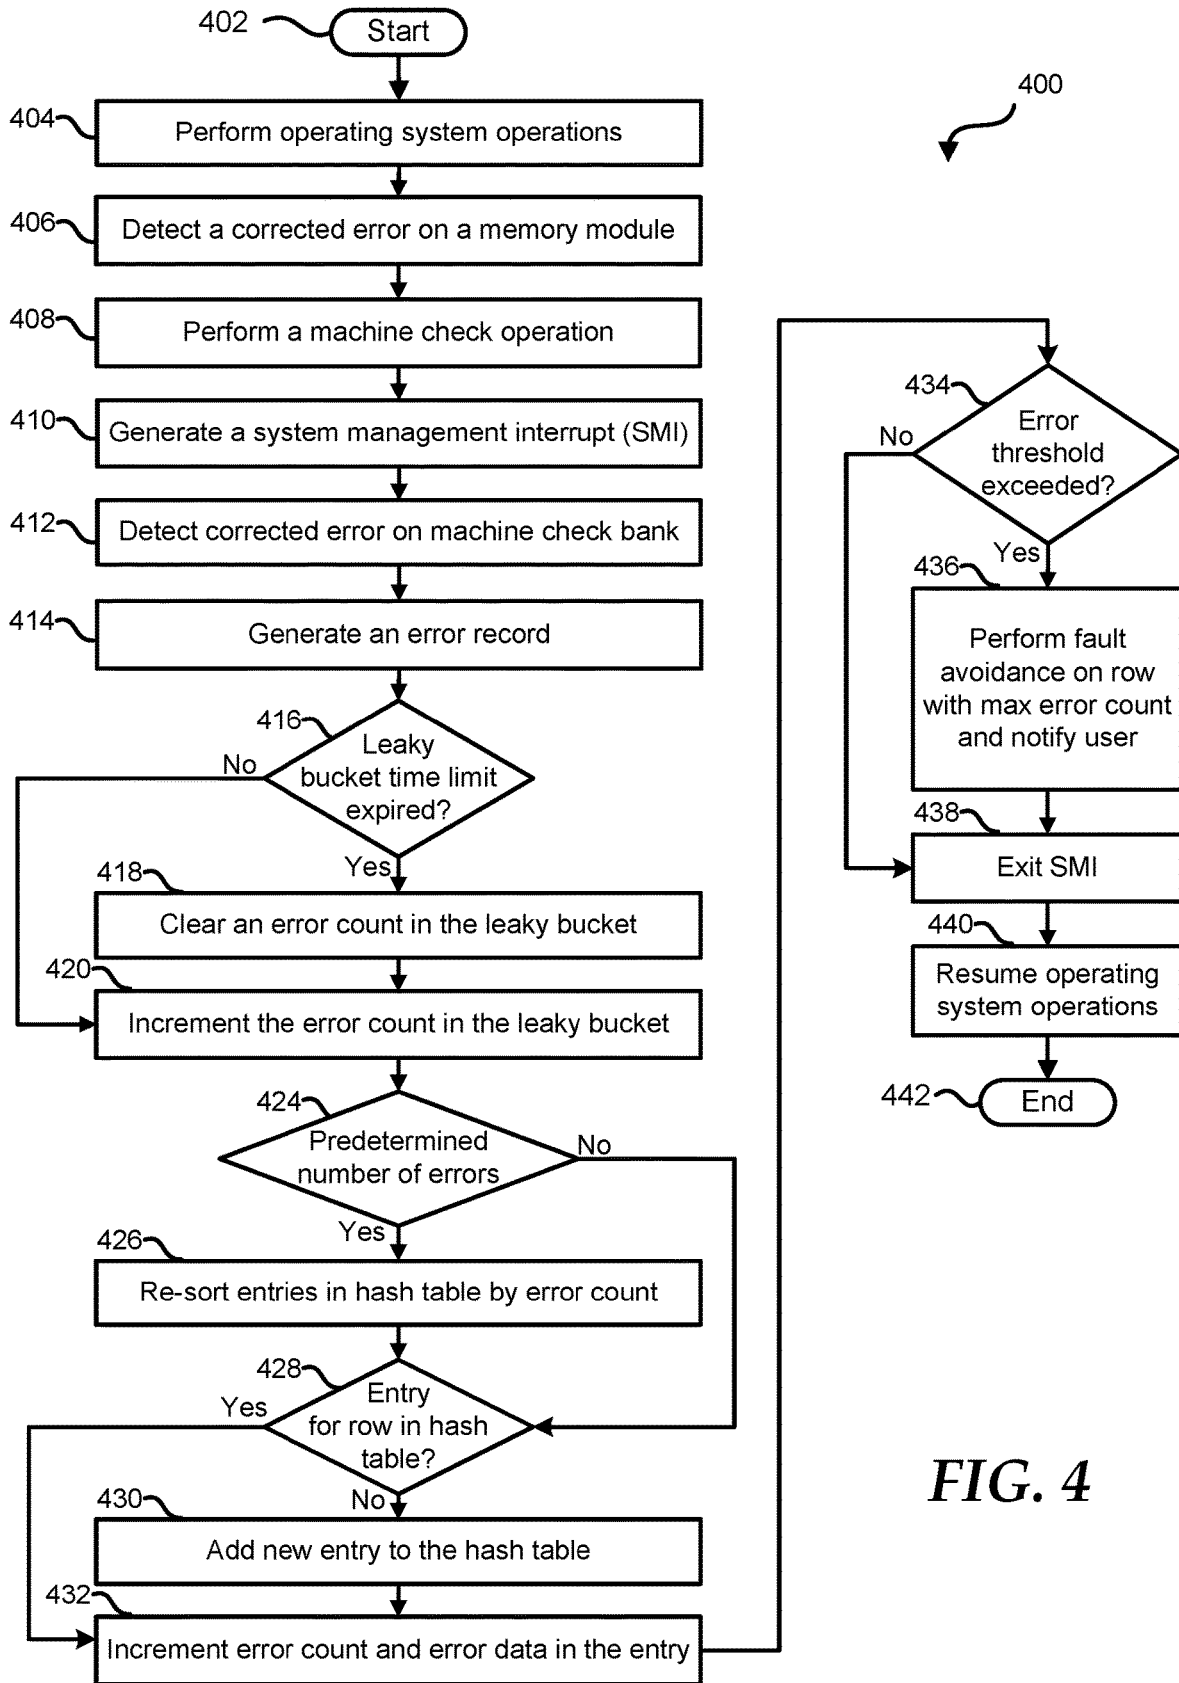 402
Start
400
404
Perform operating system operations
406
Detect a corrected error on a memory module
408
Perform a machine check operation
410
Generate a system management interrupt (SMI)
412
Detect corrected error on machine check bank
414
Generate an error record
416
Leaky
bucket time limit
expired?
No
Yes
418
Clear an error count in the leaky bucket
420
Increment the error count in the leaky bucket
424
Predetermined
number of errors
No
Yes
426
Re-sort entries in hash table by error count
428
Entry
for row in hash
table?
Yes
No
430
Add new entry to the hash table
432
Increment error count and error data in the entry
434
Error
threshold
exceeded?
No
Yes
436
Perform fault
avoidance on row
with max error count
and notify user
438
Exit SMI
440
Resume operating
system operations
442
End
FIG. 4